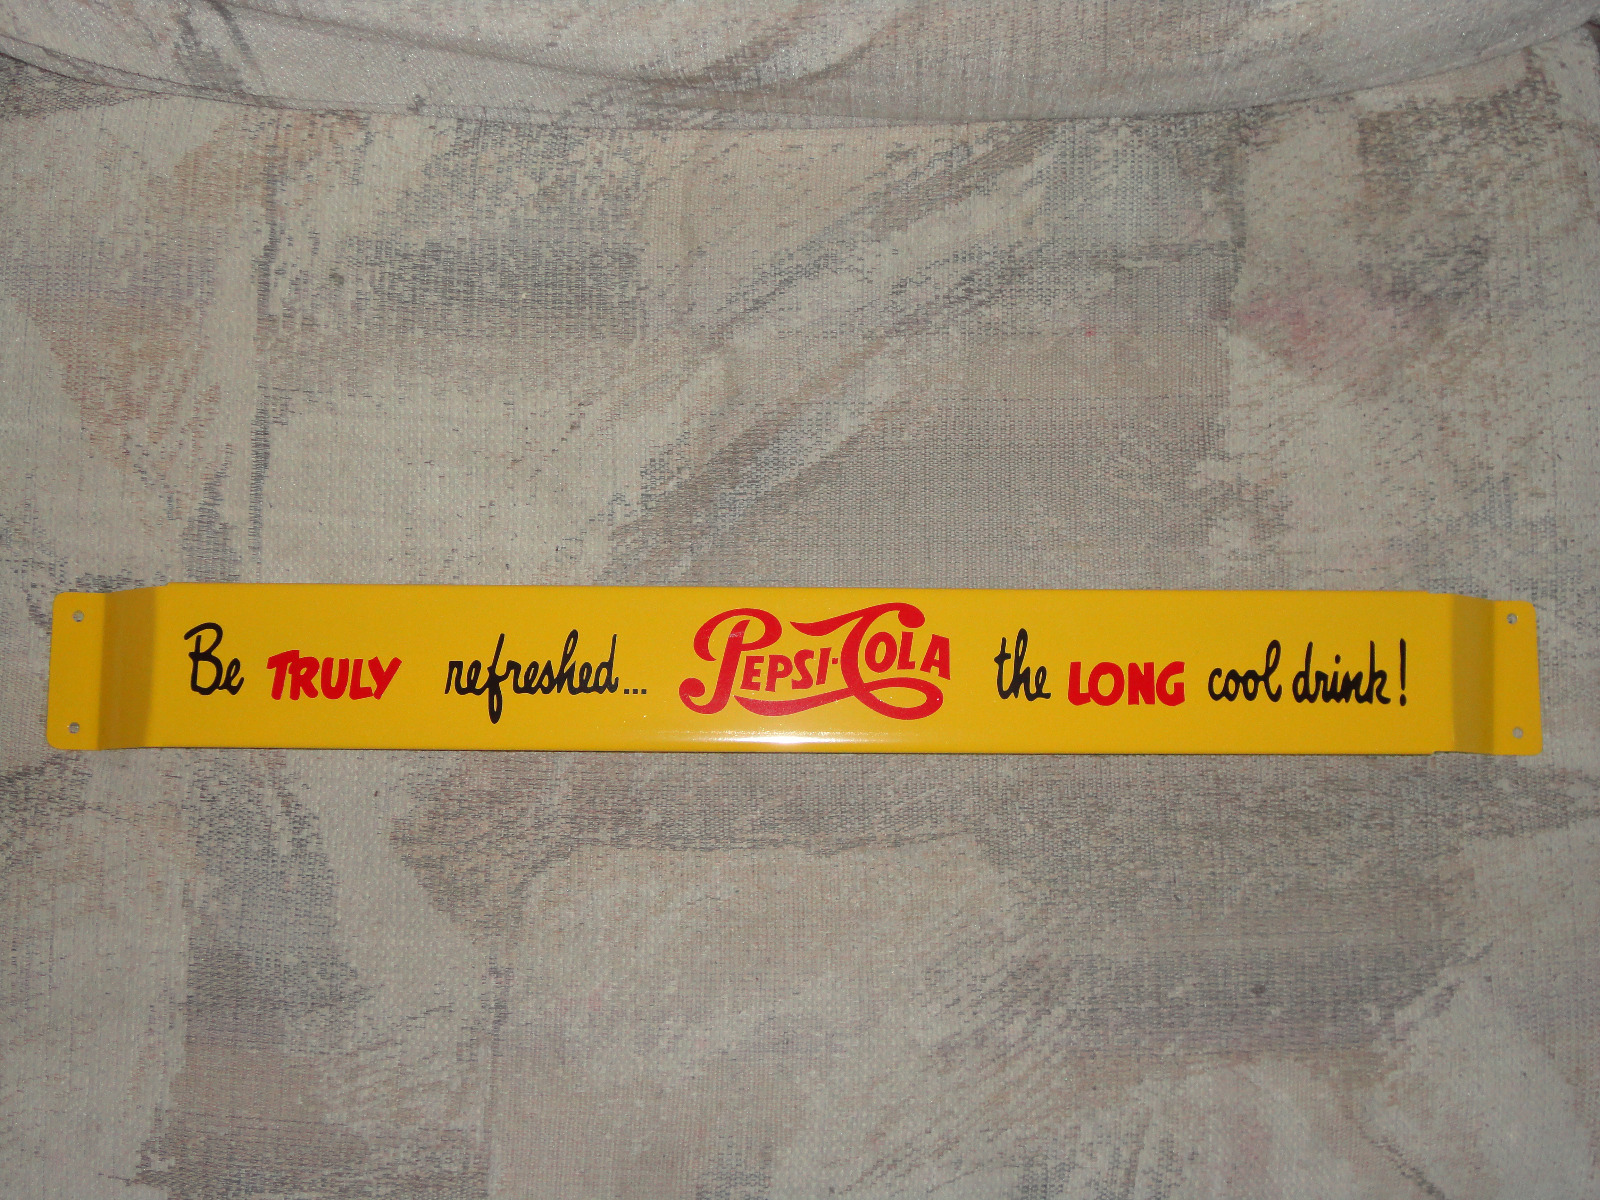 Be TRULY refreshed... PEPSI-COLA the LONG cool drink!